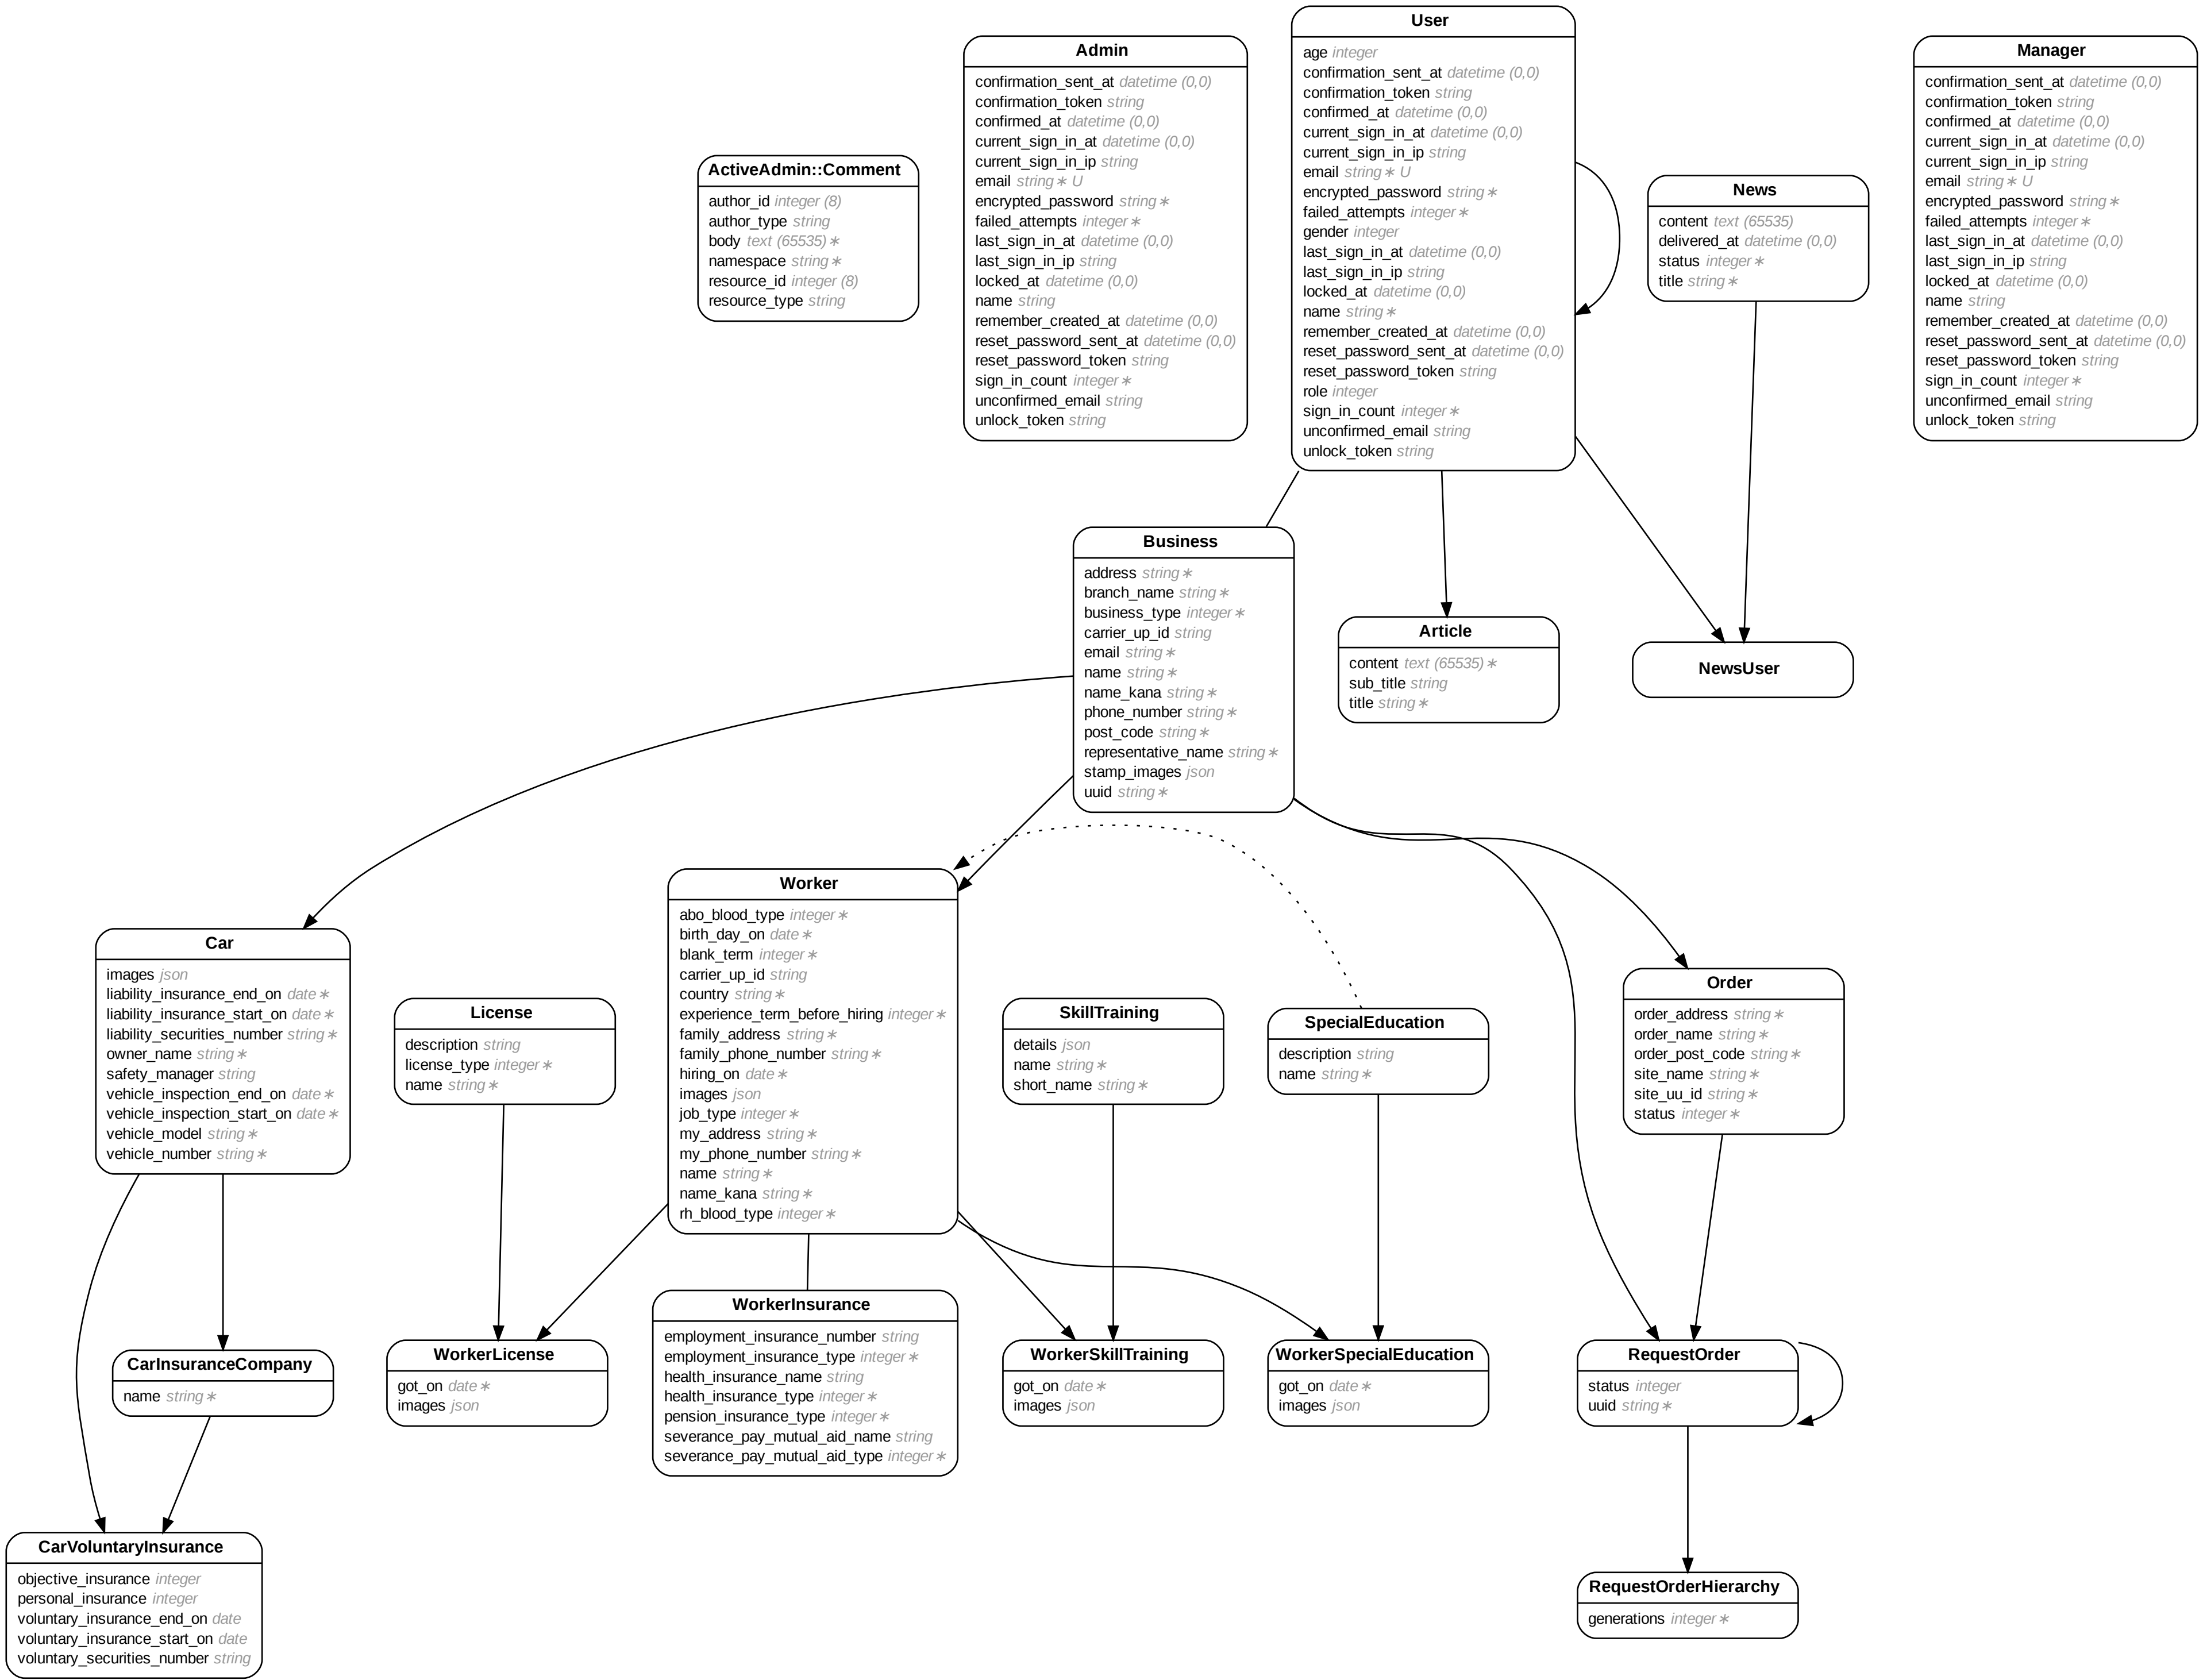 User
age integer
confirmation_sent_at datetime (0,0)
confirmation_token string
confirmed_at datetime (0,0)
current_sign_in_at datetime (0,0)
current_sign_in_ip string
email string∗ U
encrypted_password string∗
failed_attempts integer∗
gender integer
last_sign_in_at datetime (0,0)
last_sign_in_ip string
locked_at datetime (0,0)
name string∗
remember_created_at datetime (0,0)
reset_password_sent_at datetime (0,0)
reset_password_token string
role integer
sign_in_count integer∗
unconfirmed_email string
unlock_token string
Admin
confirmation_sent_at datetime (0,0)
confirmation_token string
confirmed_at datetime (0,0)
current_sign_in_at datetime (0,0)
current_sign_in_ip string
email string∗ U
encrypted_password string∗
failed_attempts integer∗
last_sign_in_at datetime (0,0)
last_sign_in_ip string
locked_at datetime (0,0)
name string
remember_created_at datetime (0,0)
reset_password_sent_at datetime (0,0)
reset_password_token string
sign_in_count integer∗
unconfirmed_email string
unlock_token string
Manager
confirmation_sent_at datetime (0,0)
confirmation_token string
confirmed_at datetime (0,0)
current_sign_in_at datetime (0,0)
current_sign_in_ip string
email string∗ U
encrypted_password string∗
failed_attempts integer∗
last_sign_in_at datetime (0,0)
last_sign_in_ip string
locked_at datetime (0,0)
name string
remember_created_at datetime (0,0)
reset_password_sent_at datetime (0,0)
reset_password_token string
sign_in_count integer∗
unconfirmed_email string
unlock_token string
ActiveAdmin::Comment
author_id integer (8)
author_type string
body text (65535)∗
namespace string∗
resource_id integer (8)
resource_type string
News
content text (65535)
delivered_at datetime (0,0)
status integer∗
title string∗
Business
address string∗
branch_name string∗
business_type integer∗
carrier_up_id string
email string∗
name string∗
name_kana string∗
phone_number string∗
post_code string∗
representative_name string∗
stamp_images json
uuid string∗
Article
content text (65535)∗
sub_title string
title string∗
NewsUser
Worker
abo_blood_type integer∗
birth_day_on date∗
blank_term integer∗
carrier_up_id string
country string∗
experience_term_before_hiring integer∗
family_address string∗
family_phone_number string∗
hiring_on date∗
images json
job_type integer∗
my_address string∗
my_phone_number string∗
name string∗
name_kana string∗
rh_blood_type integer∗
Car
images json
liability_insurance_end_on date∗
liability_insurance_start_on date∗
liability_securities_number string∗
owner_name string∗
safety_manager string
vehicle_inspection_end_on date∗
vehicle_inspection_start_on date∗
vehicle_model string∗
vehicle_number string∗
License
description string
license_type integer∗
name string∗
SkillTraining
details json
name string∗
short_name string∗
SpecialEducation
description string
name string∗
Order
order_address string∗
order_name string∗
order_post_code string∗
site_name string∗
site_uu_id string∗
status integer∗
WorkerInsurance
employment_insurance_number string
employment_insurance_type integer∗
health_insurance_name string
health_insurance_type integer∗
pension_insurance_type integer∗
severance_pay_mutual_aid_name string
severance_pay_mutual_aid_type integer∗
CarInsuranceCompany
name string∗
WorkerLicense
got_on date∗
images json
WorkerSkillTraining
got_on date∗
images json
WorkerSpecialEducation
got_on date∗
images json
RequestOrder
status integer
uuid string∗
CarVoluntaryInsurance
objective_insurance integer
personal_insurance integer
voluntary_insurance_end_on date
voluntary_insurance_start_on date
voluntary_securities_number string
RequestOrderHierarchy
generations integer∗